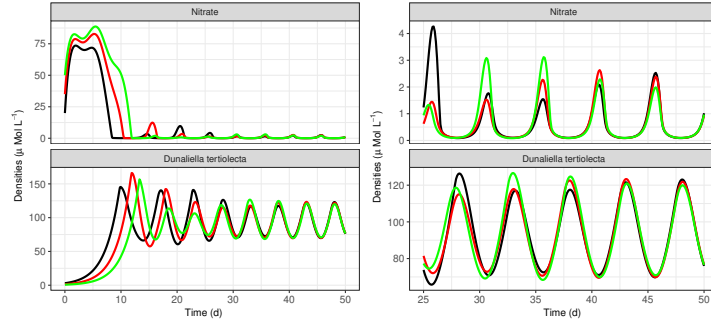 Nitrate
75
50
25
0
Dunaliella tertiolecta
150
100
50
0
0 10 20 30 40 50
Time (d)
Densities (μ Mol L⁻¹)
Nitrate
4
3
2
1
0
Dunaliella tertiolecta
120
100
80
25 30 35 40 45 50
Time (d)
Densities (μ Mol L⁻¹)